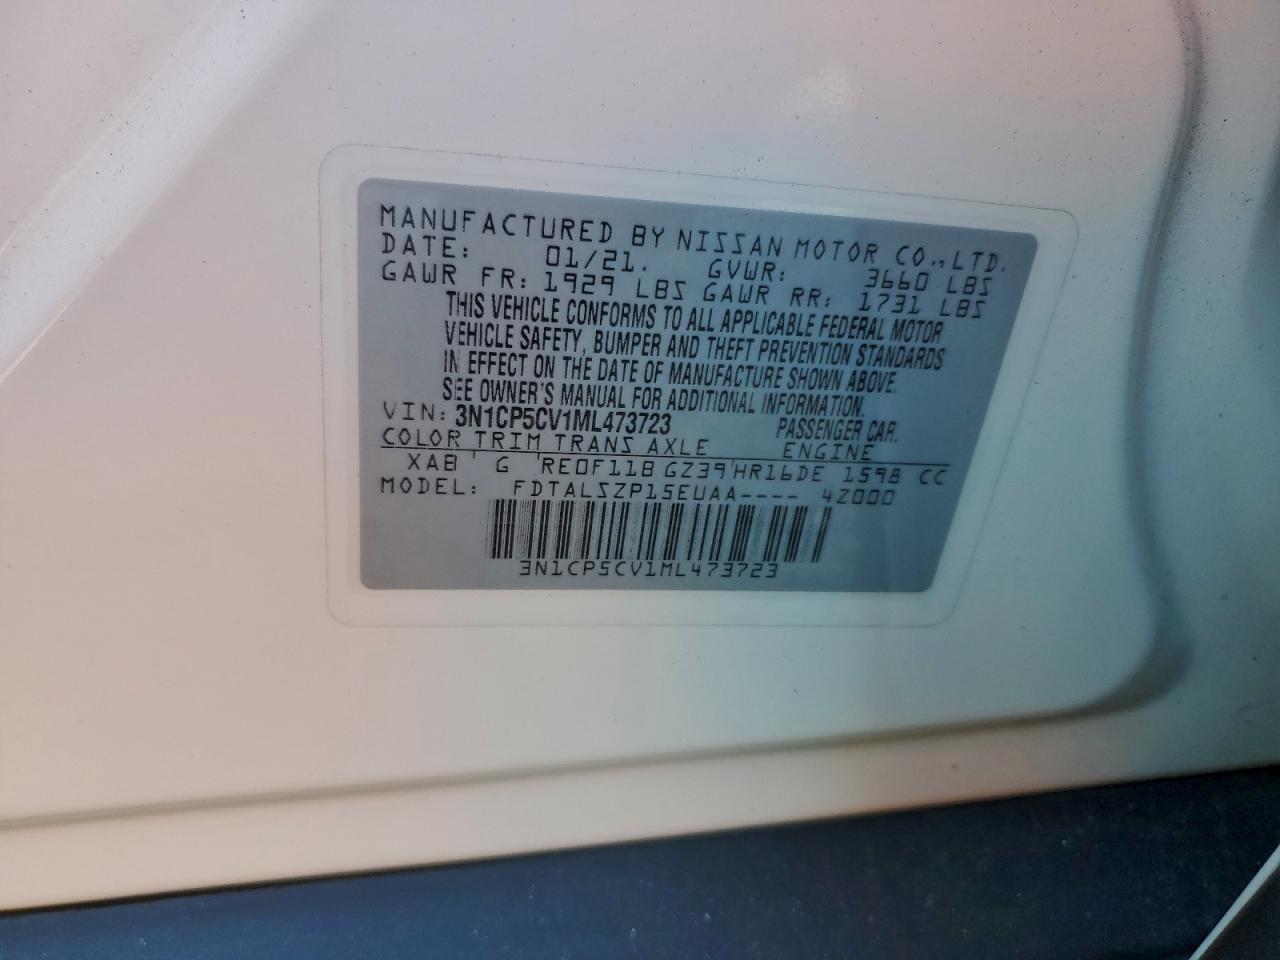 MANUFACTURED BY NISSAN MOTOR CO., LTD.
DATE: 01/21. GVWR: 3660 LBS
GAWR FR: 1929 LBS GAWR RR: 1731 LBS
THIS VEHICLE CONFORMS TO ALL APPLICABLE FEDERAL MOTOR
VEHICLE SAFETY, BUMPER AND THEFT PREVENTION STANDARDS
IN EFFECT ON THE DATE OF MANUFACTURE SHOWN ABOVE.
SEE OWNER'S MANUAL FOR ADDITIONAL INFORMATION.
VIN: 3N1CP5CV1ML473723 PASSENGER CAR.
COLOR TRIM TRANS AXLE ENGINE
XAB G RE0F11B GZ39 HR16DE 1598 CC
MODEL: FDTALSZP15EUAA---- 4Z000
3N1CP5CV1ML473723